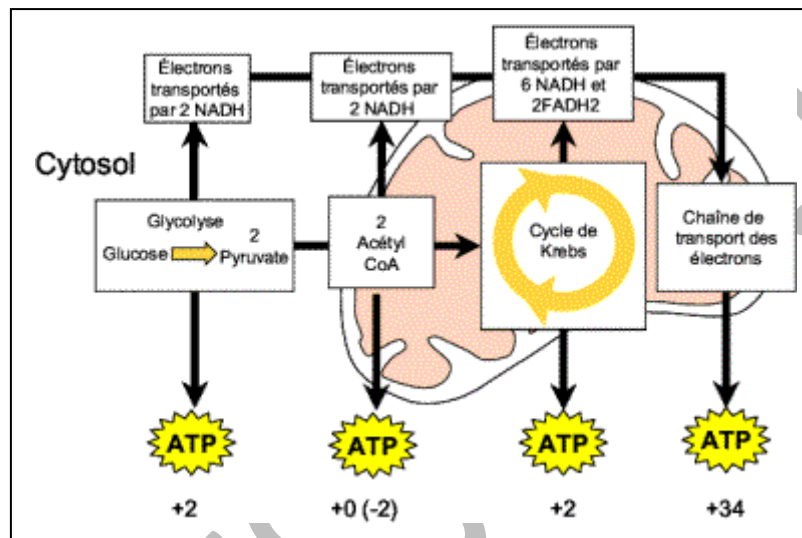 Électrons
transportés
par 2 NADH
Électrons
transportés par
2 NADH
Électrons
transportés par
6 NADH et
2FADH2
Cytosol
Glycolyse
Glucose
2
Pyruvate
2
Acétyl
CoA
Cycle de
Krebs
Chaîne de
transport des
électrons
ATP
ATP
ATP
ATP
+2
+0 (-2)
+2
+34